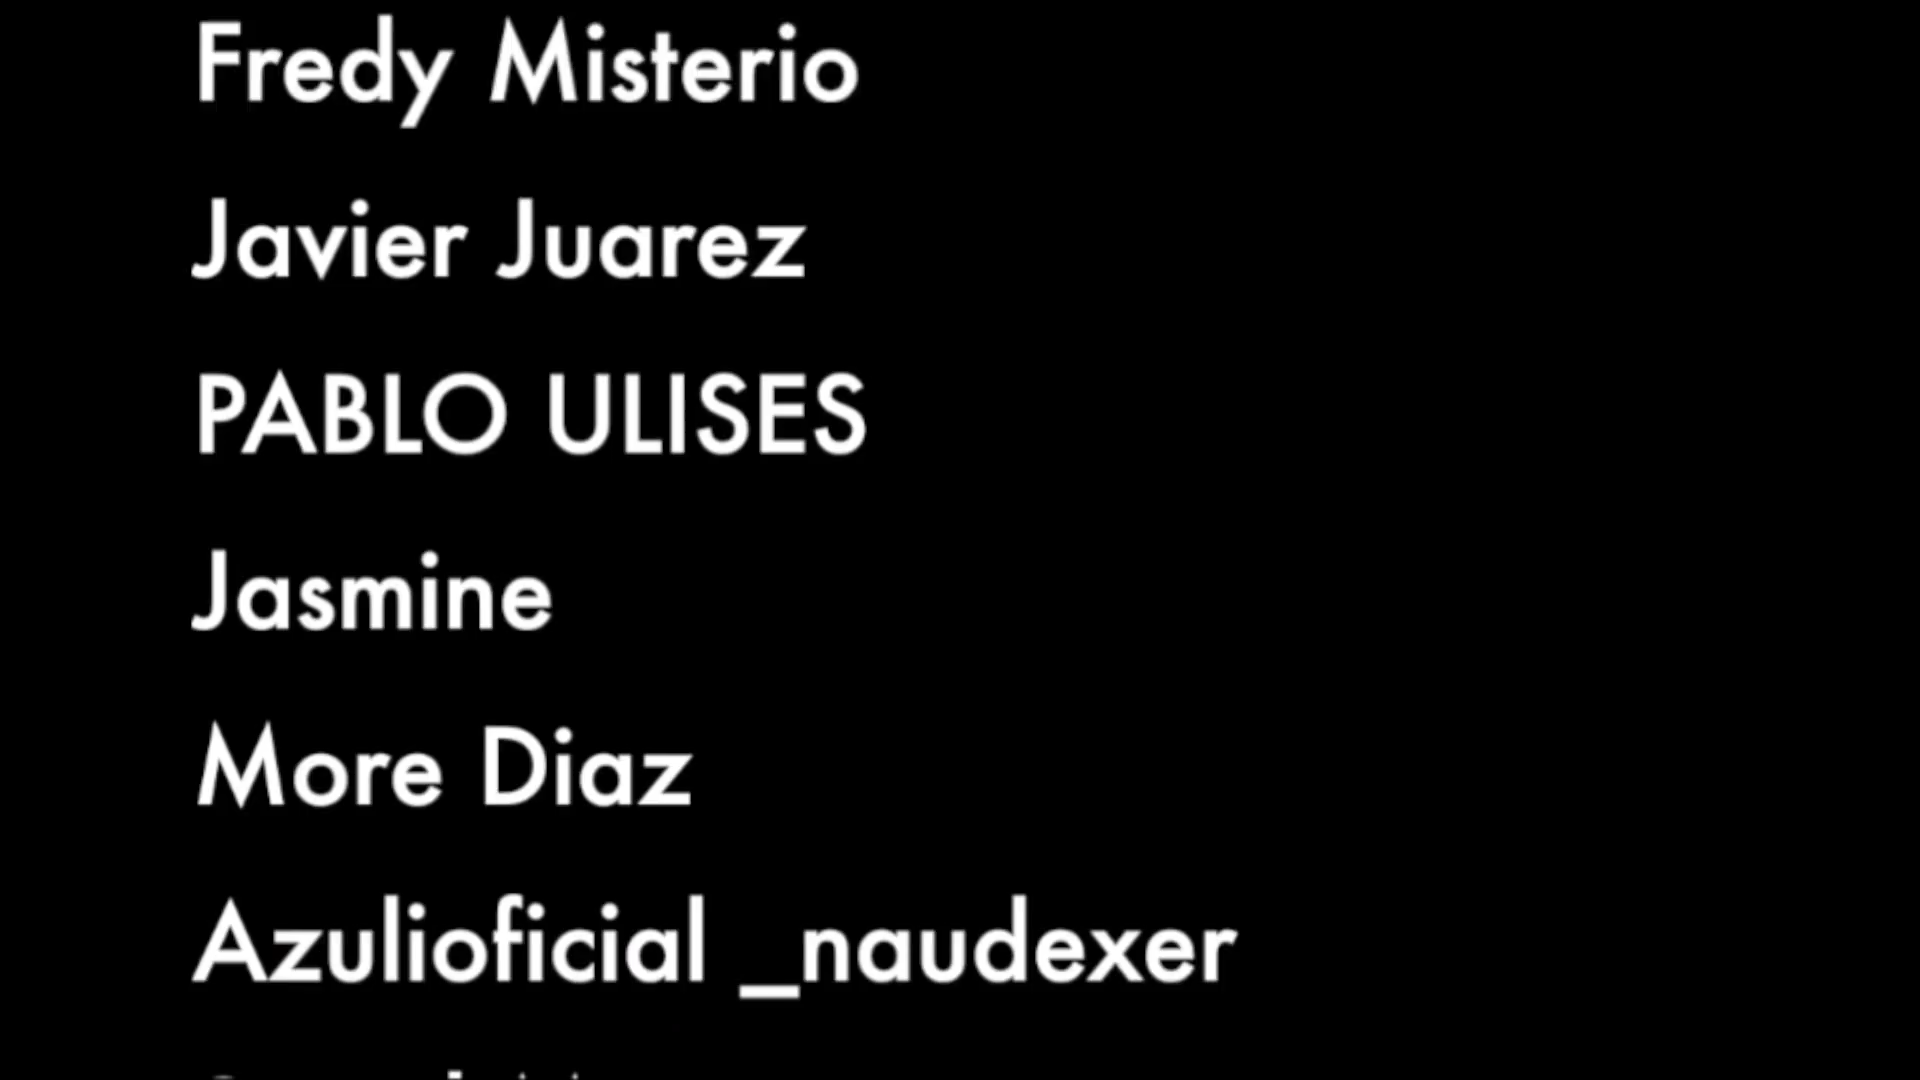 Fredy Misterio
Javier Juarez
PABLO ULISES
Jasmine
More Diaz
Azulioficial _naudexer